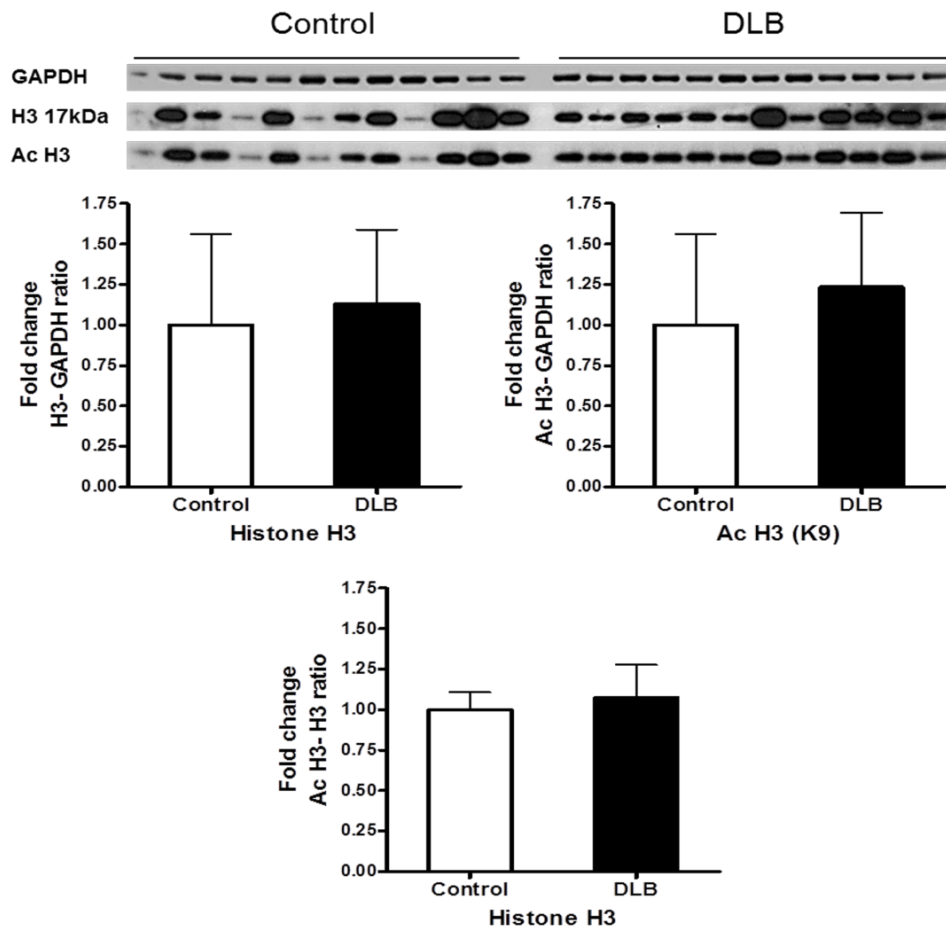 Control DLB
GAPDH
H3 17kDa
Ac H3
Fold change
H3- GAPDH ratio
1.75
1.50
1.25
1.00
0.75
0.50
0.25
0.00
Control DLB
Histone H3
Fold change
Ac H3- GAPDH ratio
1.75
1.50
1.25
1.00
0.75
0.50
0.25
0.00
Control DLB
Ac H3 (K9)
Fold change
Ac H3- H3 ratio
1.75
1.50
1.25
1.00
0.75
0.50
0.25
0.00
Control DLB
Histone H3